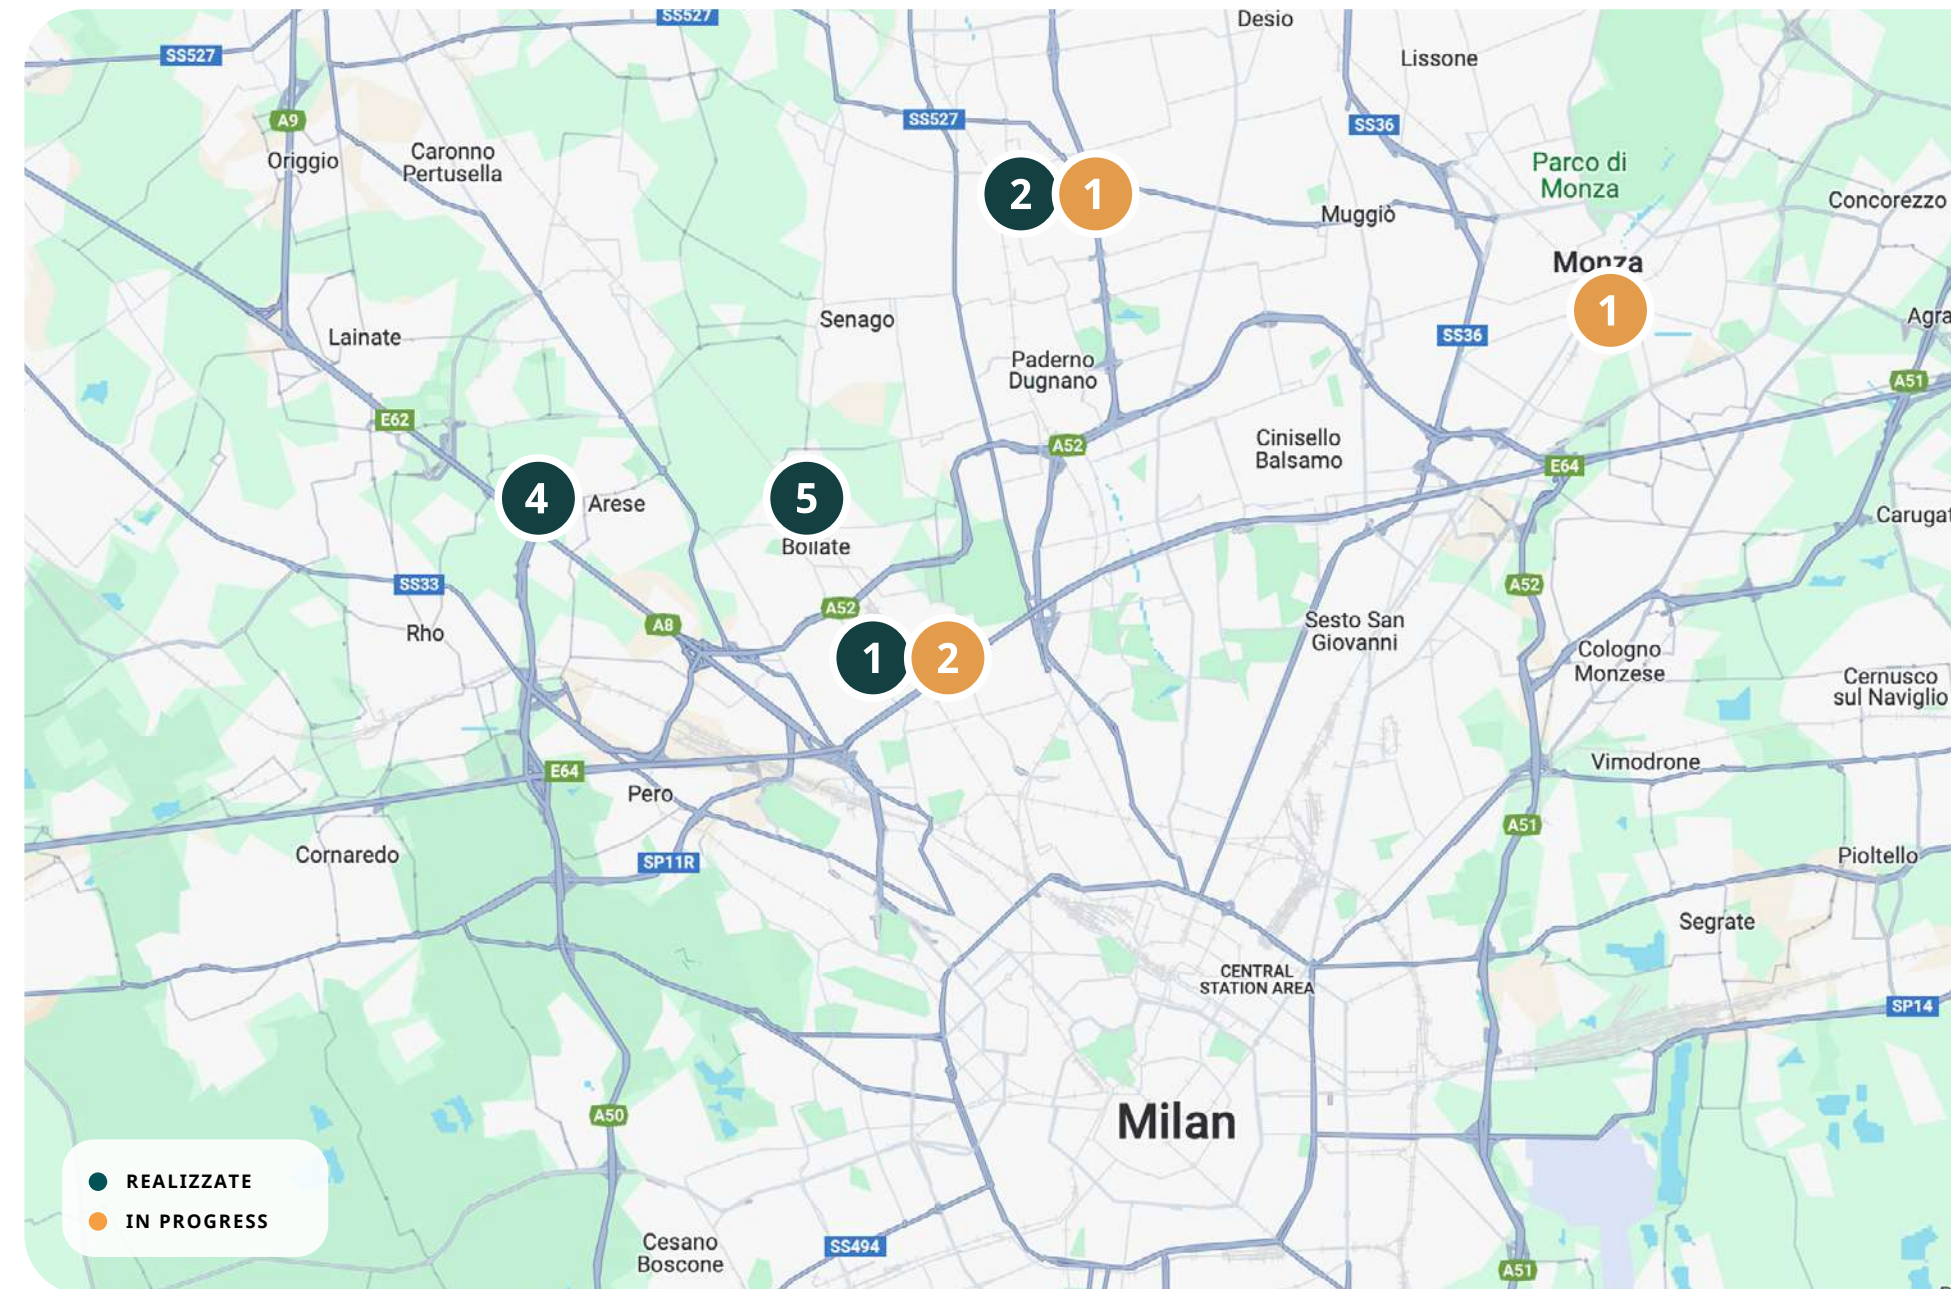 SS527
Desio
SS527
Lissone
A9
SS527
SS36
Origgio
Caronno
Pertusella
Parco di
Monza
2
1
Muggiò
Concorezzo
Monza
1
Lainate
Senago
SS36
Agra
Paderno
Dugnano
A51
E62
A52
Cinisello
Balsamo
E64
4
Arese
5
Bollate
Carugat
SS33
A52
A52
Rho
A8
1
2
Sesto San
Giovanni
Cologno
Monzese
Cernusco
sul Naviglio
E64
Vimodrone
Pero
A51
Cornaredo
SP11R
Pioltello
Segrate
CENTRAL
STATION AREA
SP14
A50
Milan
REALIZZATE
IN PROGRESS
Cesano
Boscone
SS494
A51